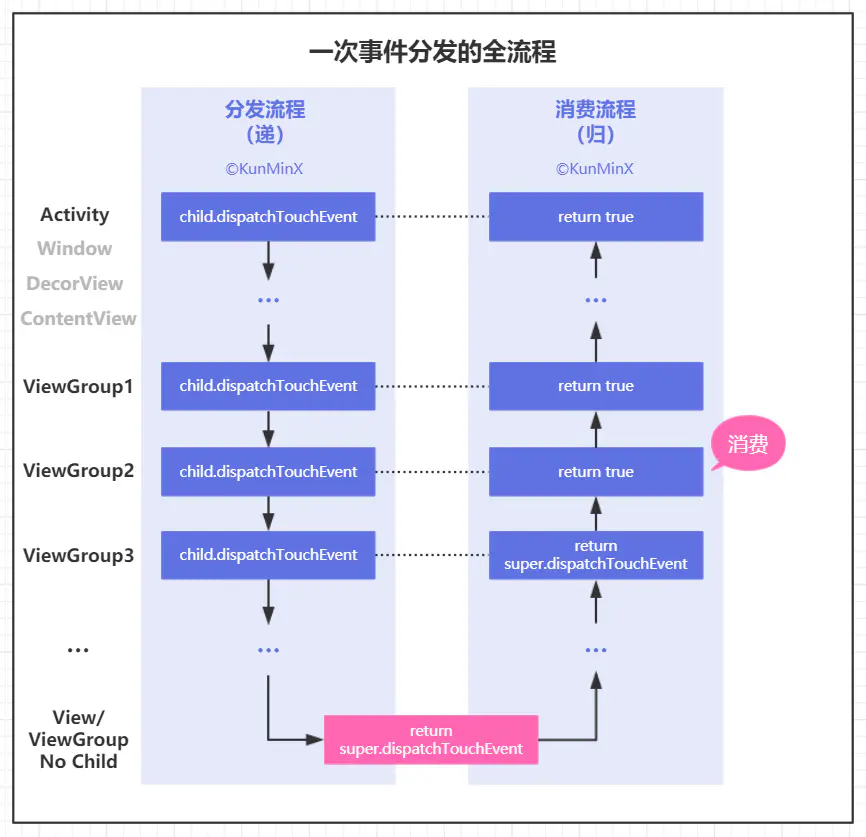 一次事件分发的全流程
分发流程
（递）
©KunMinX
消费流程
（归）
©KunMinX
Activity
child.dispatchTouchEvent
return true
Window
DecorView
ContentView
...
...
ViewGroup1
child.dispatchTouchEvent
return true
ViewGroup2
child.dispatchTouchEvent
return true
消费
ViewGroup3
child.dispatchTouchEvent
return
super.dispatchTouchEvent
...
...
...
View/
ViewGroup
No Child
return
super.dispatchTouchEvent